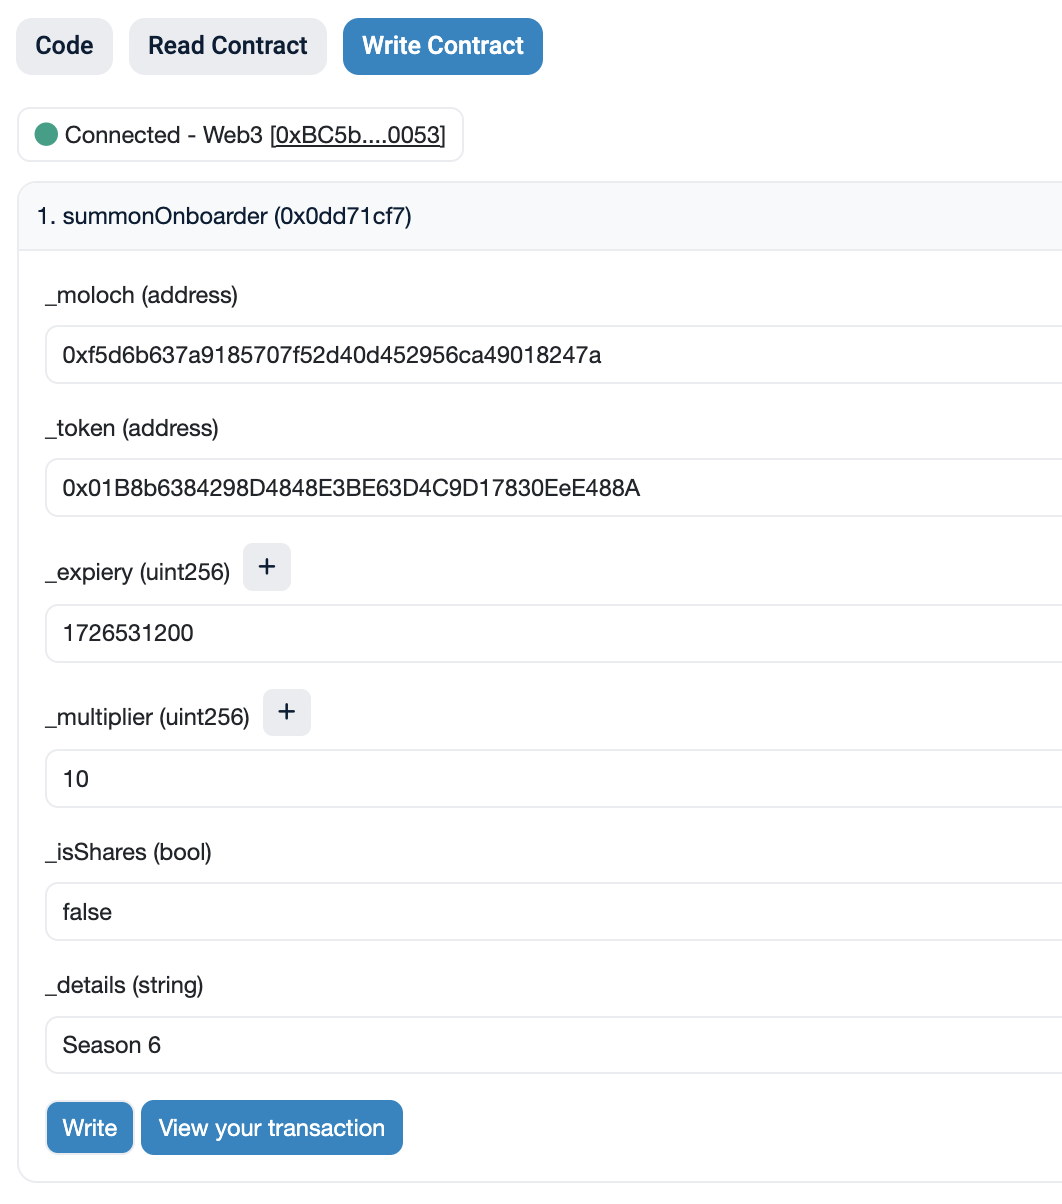 Code
Read Contract
Write Contract
Connected - Web3 [0xBC5b....0053]
1. summonOnboarder (0x0dd71cf7)
_moloch (address)
0xf5d6b637a9185707f52d40d452956ca49018247a
_token (address)
0x01B8b6384298D4848E3BE63D4C9D17830EeE488A
_expiery (uint256)
+
1726531200
_multiplier (uint256)
+
10
_isShares (bool)
false
_details (string)
Season 6
Write
View your transaction